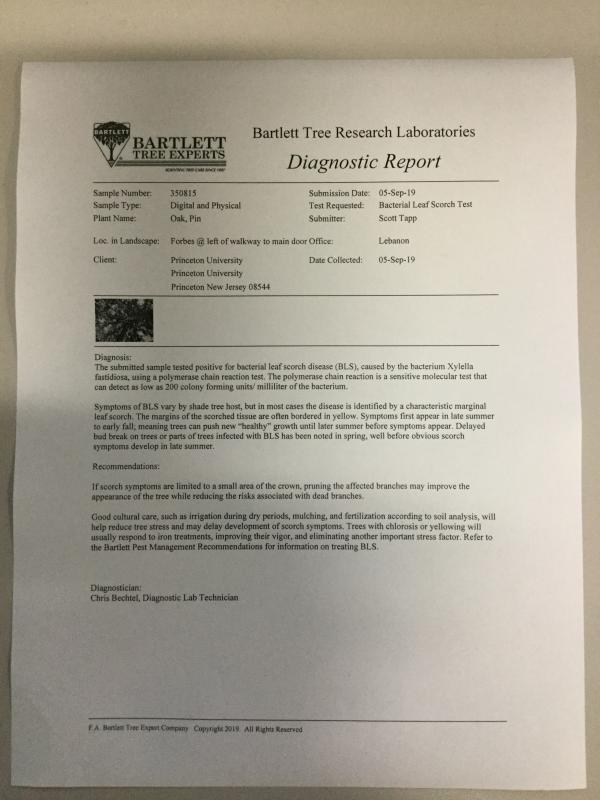 BARTLETT
BARTLETT
TREE EXPERTS
SCIENTIFIC TREE CARE SINCE 1907
Bartlett Tree Research Laboratories
Diagnostic Report
Sample Number: 350815 Submission Date: 05-Sep-19
Sample Type: Digital and Physical Test Requested: Bacterial Leaf Scorch Test
Plant Name: Oak, Pin Submitter: Scott Tapp
Loc. in Landscape: Forbes @ left of walkway to main door Office: Lebanon
Client: Princeton University Date Collected: 05-Sep-19
Princeton University
Princeton New Jersey 08544
Diagnosis:
The submitted sample tested positive for bacterial leaf scorch disease (BLS), caused by the bacterium Xylella
fastidiosa, using a polymerase chain reaction test. The polymerase chain reaction is a sensitive molecular test that
can detect as low as 200 colony forming units/ milliliter of the bacterium.
Symptoms of BLS vary by shade tree host, but in most cases the disease is identified by a characteristic marginal
leaf scorch. The margins of the scorched tissue are often bordered in yellow. Symptoms first appear in late summer
to early fall; meaning trees can push new "healthy" growth until later summer before symptoms appear. Delayed
bud break on trees or parts of trees infected with BLS has been noted in spring, well before obvious scorch
symptoms develop in late summer.
Recommendations:
If scorch symptoms are limited to a small area of the crown, pruning the affected branches may improve the
appearance of the tree while reducing the risks associated with dead branches.
Good cultural care, such as irrigation during dry periods, mulching, and fertilization according to soil analysis, will
help reduce tree stress and may delay development of scorch symptoms. Trees with chlorosis or yellowing will
usually respond to iron treatments, improving their vigor, and eliminating another important stress factor. Refer to
the Bartlett Pest Management Recommendations for information on treating BLS.
Diagnostician:
Chris Bechtel, Diagnostic Lab Technician
F.A. Bartlett Tree Expert Company Copyright 2019. All Rights Reserved